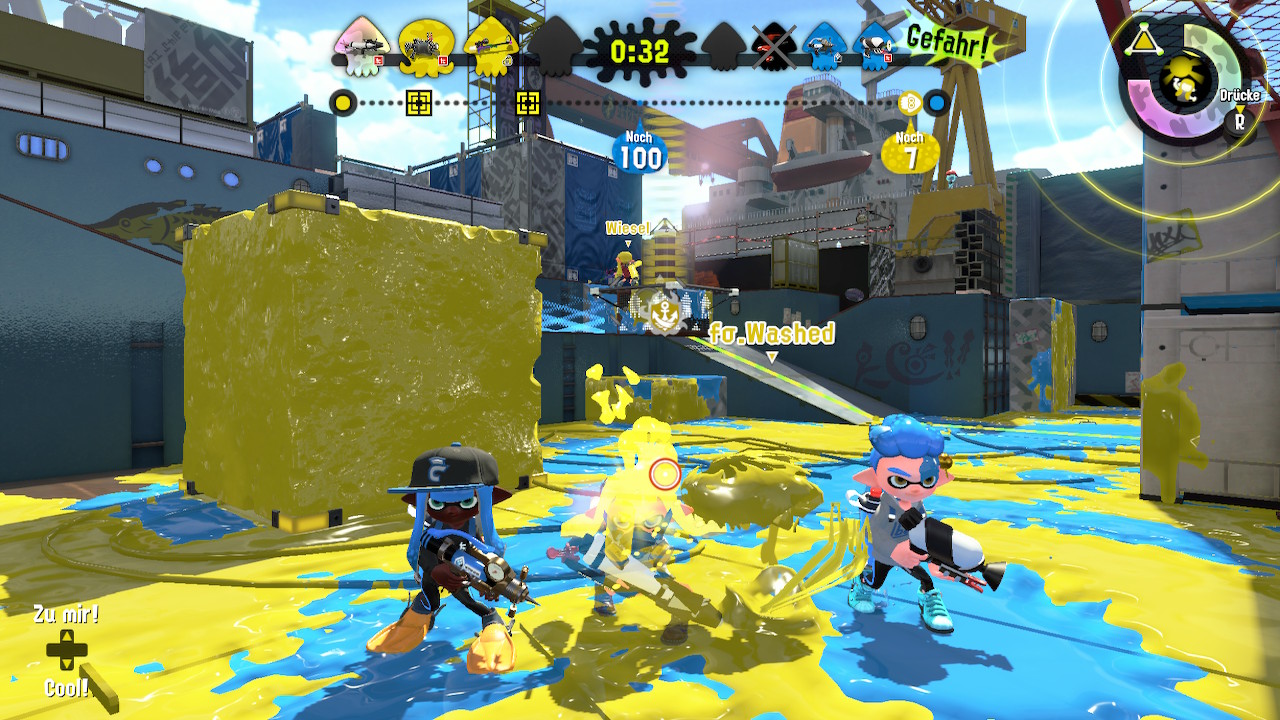 0:32
Gefahr!
Noch
100
Noch
7
Drücke
R
Wiesel
fσ.Washed
Zu mir!
Cool!